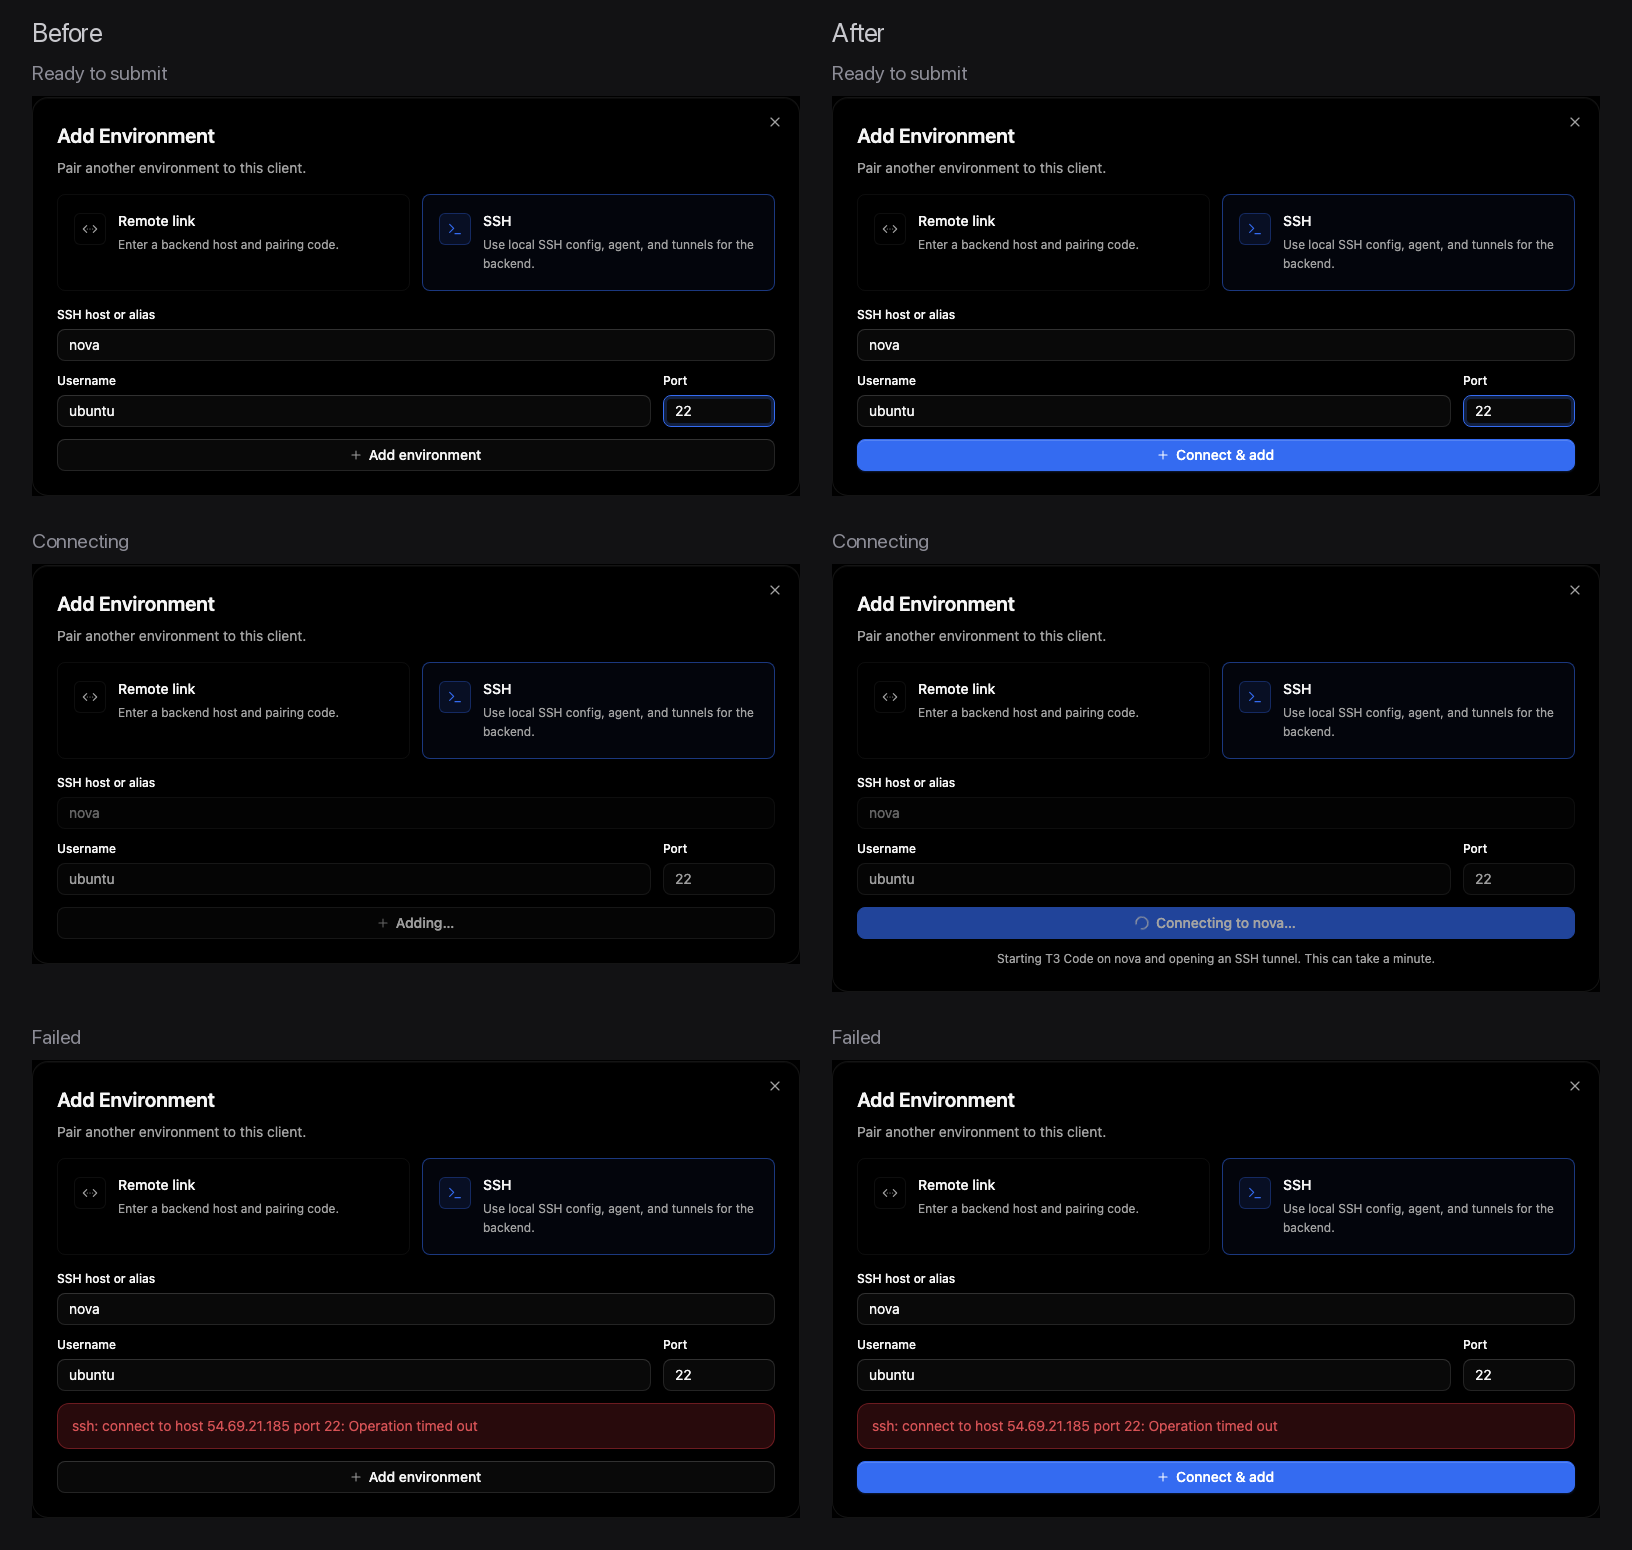 Before
Ready to submit
Add Environment
Pair another environment to this client.
Remote link
Enter a backend host and pairing code.
SSH
Use local SSH config, agent, and tunnels for the
backend.
SSH host or alias
nova
Username
Port
ubuntu
22
+ Add environment
Connecting
Add Environment
Pair another environment to this client.
Remote link
Enter a backend host and pairing code.
SSH
Use local SSH config, agent, and tunnels for the
backend.
SSH host or alias
nova
Username
Port
ubuntu
22
+ Adding...
Failed
Add Environment
Pair another environment to this client.
Remote link
Enter a backend host and pairing code.
SSH
Use local SSH config, agent, and tunnels for the
backend.
SSH host or alias
nova
Username
Port
ubuntu
22
ssh: connect to host 54.69.21.185 port 22: Operation timed out
+ Add environment
After
Ready to submit
Add Environment
Pair another environment to this client.
Remote link
Enter a backend host and pairing code.
SSH
Use local SSH config, agent, and tunnels for the
backend.
SSH host or alias
nova
Username
Port
ubuntu
22
+ Connect & add
Connecting
Add Environment
Pair another environment to this client.
Remote link
Enter a backend host and pairing code.
SSH
Use local SSH config, agent, and tunnels for the
backend.
SSH host or alias
nova
Username
Port
ubuntu
22
Connecting to nova...
Starting T3 Code on nova and opening an SSH tunnel. This can take a minute.
Failed
Add Environment
Pair another environment to this client.
Remote link
Enter a backend host and pairing code.
SSH
Use local SSH config, agent, and tunnels for the
backend.
SSH host or alias
nova
Username
Port
ubuntu
22
ssh: connect to host 54.69.21.185 port 22: Operation timed out
+ Connect & add